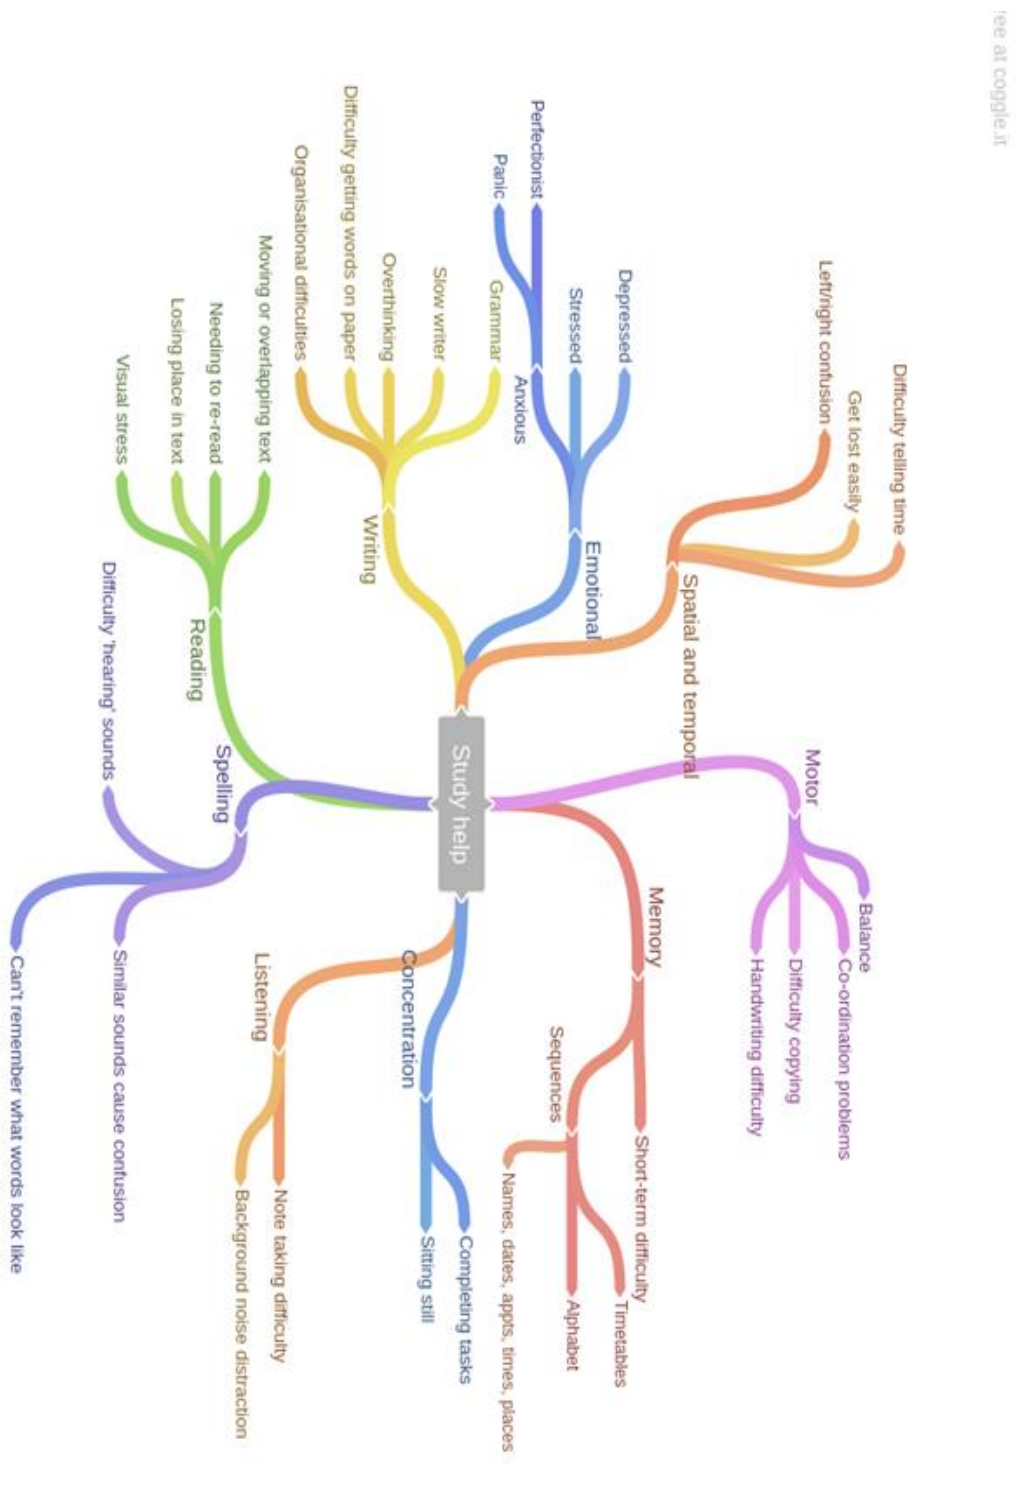 ree at coggle.it
Difficulty telling time
Get lost easily
Left/right confusion
Spatial and temporal
Depressed
Stressed
Perfectionist
Panic
Anxious
Emotional
Grammar
Slow writer
Overthinking
Difficulty getting words on paper
Organisational difficulties
Writing
Moving or overlapping text
Needing to re-read
Losing place in text
Visual stress
Reading
Study help
Motor
Balance
Co-ordination problems
Difficulty copying
Handwriting difficulty
Memory
Short-term difficulty
Sequences
Timetables
Alphabet
Names, dates, appts, times, places
Concentration
Completing tasks
Sitting still
Listening
Note taking difficulty
Background noise distraction
Spelling
Difficulty 'hearing' sounds
Similar sounds cause confusion
Can't remember what words look like